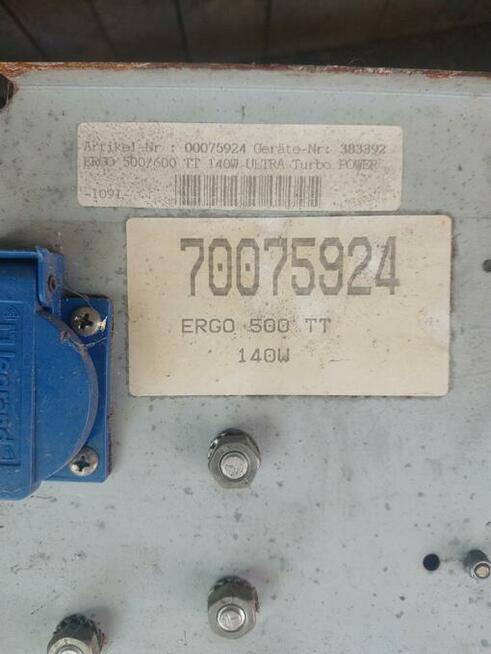 Artikel-Nr : 00075924 Geräte-Nr: 383392
ERGO 500/600 TT 140W ULTRA Turbo POWER
-1091-
70075924
ERGO 500 TT
140W
legrand